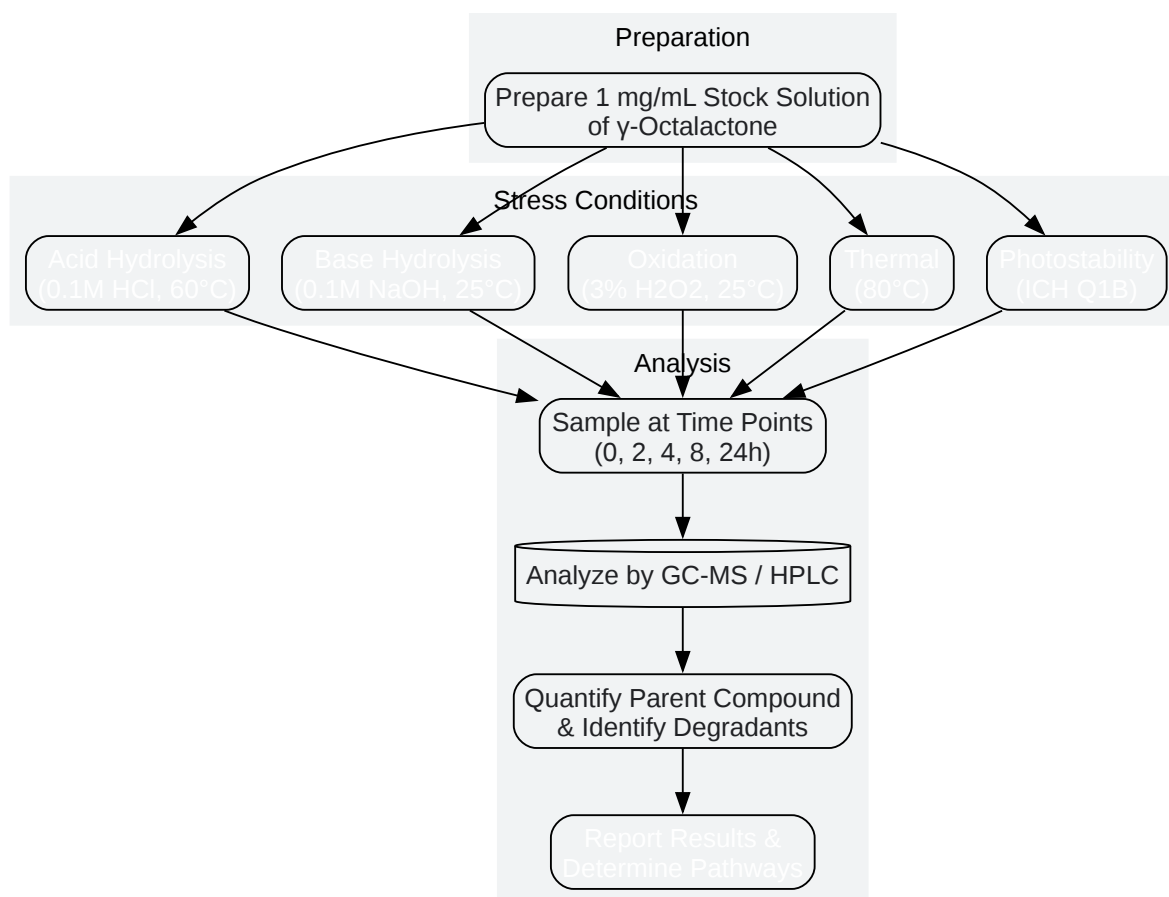 Preparation
Prepare 1 mg/mL Stock Solution
of γ-Octalactone
Stress Conditions
Acid Hydrolysis
(0.1M HCl, 60°C)
Base Hydrolysis
(0.1M NaOH, 25°C)
Oxidation
(3% H2O2, 25°C)
Thermal
(80°C)
Photostability
(ICH Q1B)
Analysis
Sample at Time Points
(0, 2, 4, 8, 24h)
Analyze by GC-MS / HPLC
Quantify Parent Compound
& Identify Degradants
Report Results &
Determine Pathways